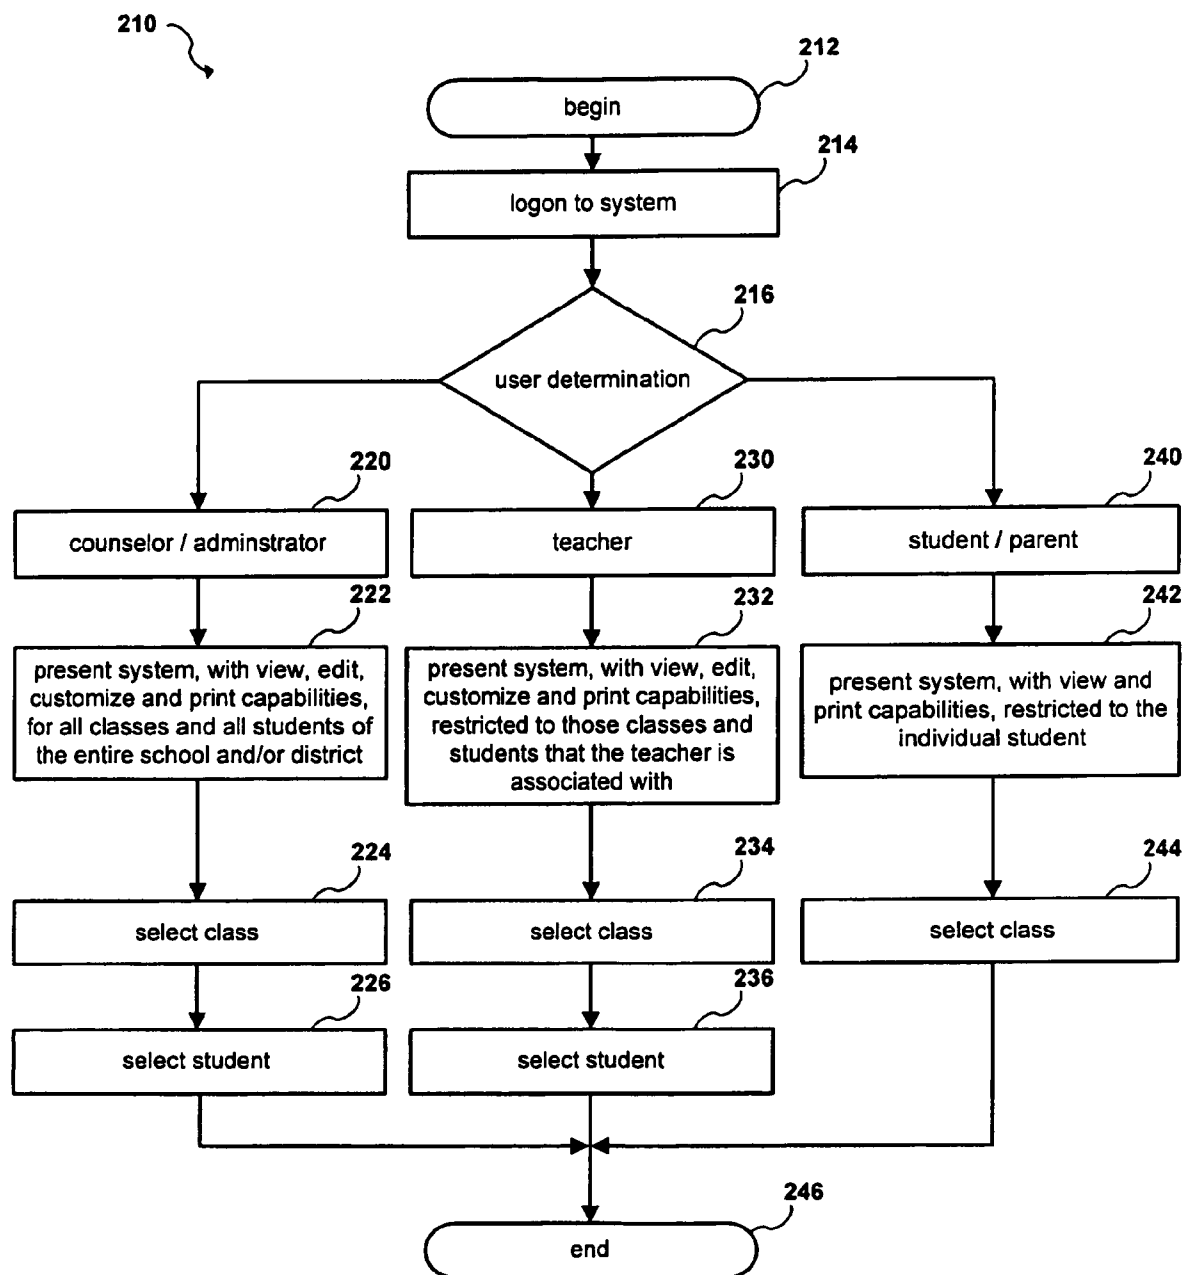 210
212
begin
214
logon to system
216
user determination
220
counselor / adminstrator
230
teacher
240
student / parent
222
present system, with view, edit,
customize and print capabilities,
for all classes and all students of
the entire school and/or district
232
present system, with view, edit,
customize and print capabilities,
restricted to those classes and
students that the teacher is
associated with
242
present system, with view and
print capabilities, restricted to the
individual student
224
select class
234
select class
244
select class
226
select student
236
select student
246
end